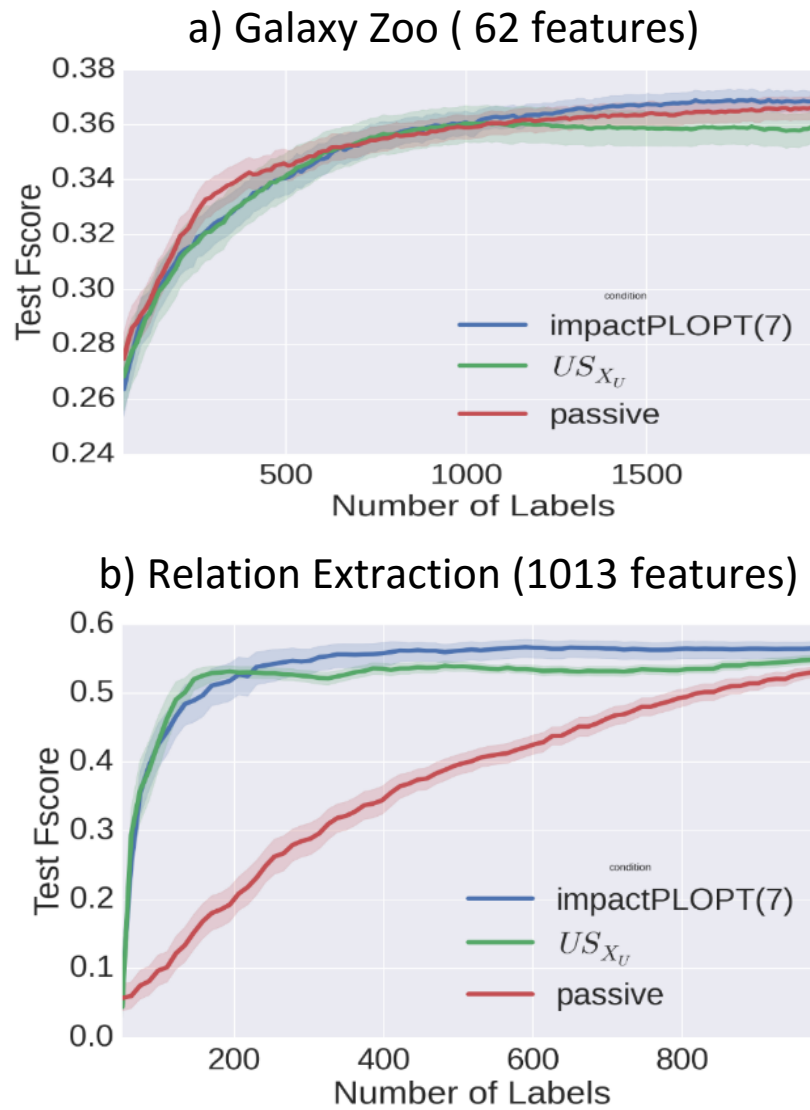 a) Galaxy Zoo ( 62 features)
0.38
0.36
0.34
0.32
0.30
0.28
0.26
0.24
Test Fscore
condition
impactPLOPT(7)
US_{X_U}
passive
500 1000 1500
Number of Labels
b) Relation Extraction (1013 features)
0.6
0.5
0.4
0.3
0.2
0.1
0.0
Test Fscore
condition
impactPLOPT(7)
US_{X_U}
passive
200 400 600 800
Number of Labels